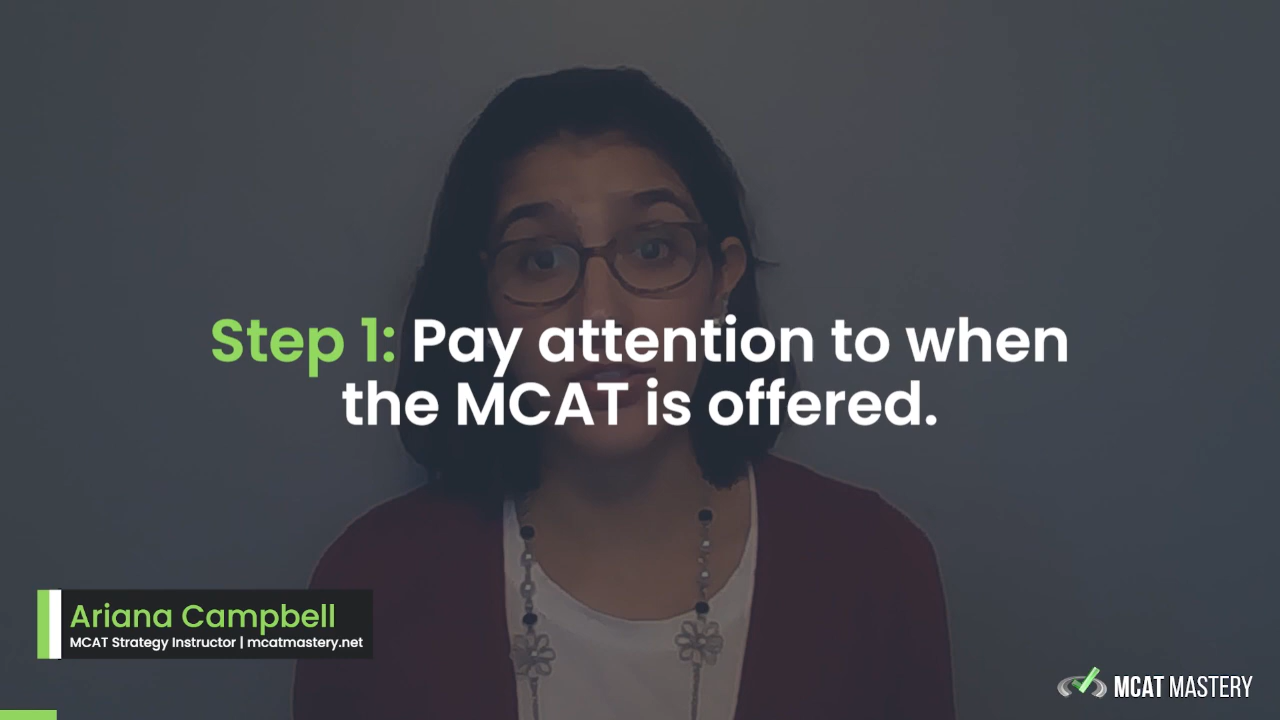 Step 1: Pay attention to when
the MCAT is offered.
Ariana Campbell
MCAT Strategy Instructor | mcatmastery.net
MCAT MASTERY